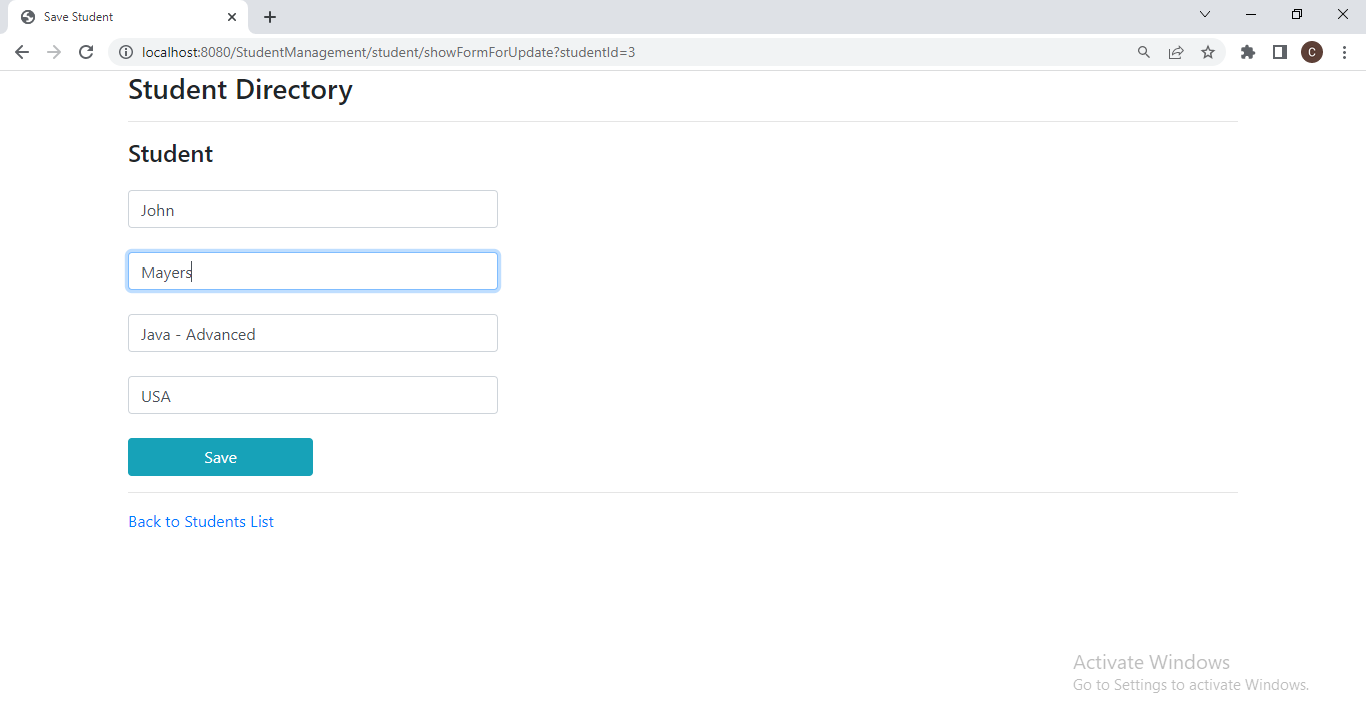 Save Student
localhost:8080/StudentManagement/student/showFormForUpdate?studentId=3
C
Student Directory
Student
John
Mayers
Java - Advanced
USA
Save
Back to Students List
Activate Windows
Go to Settings to activate Windows.